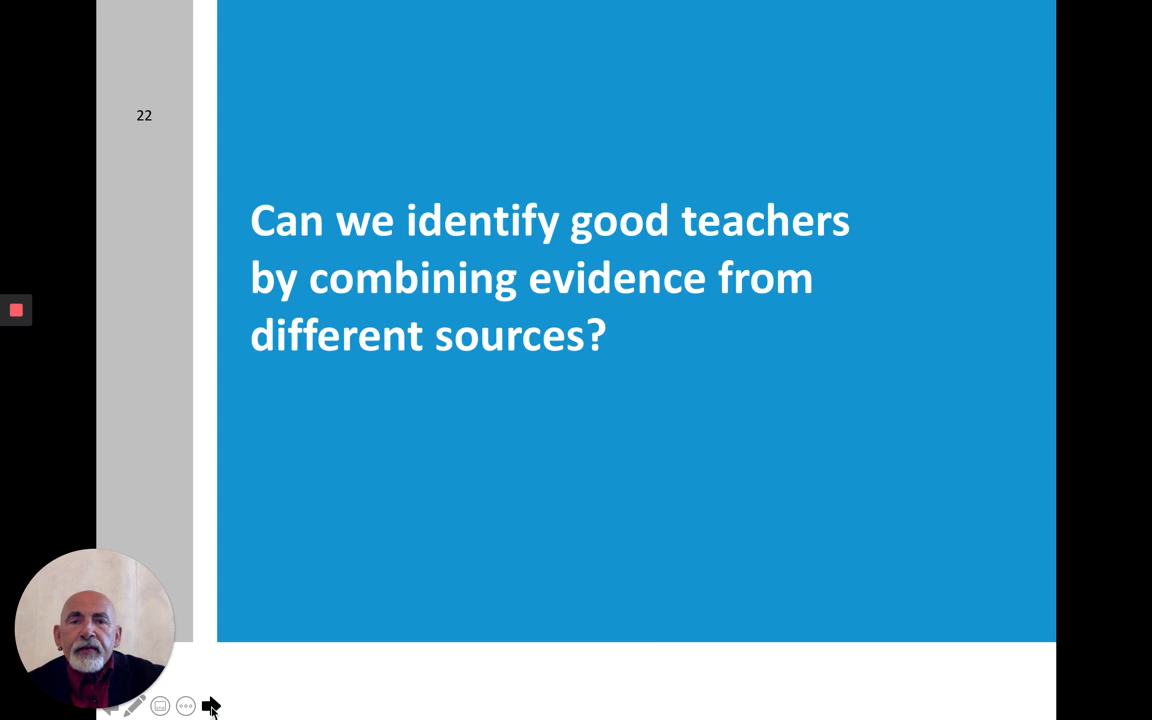 22
Can we identify good teachers
by combining evidence from
different sources?